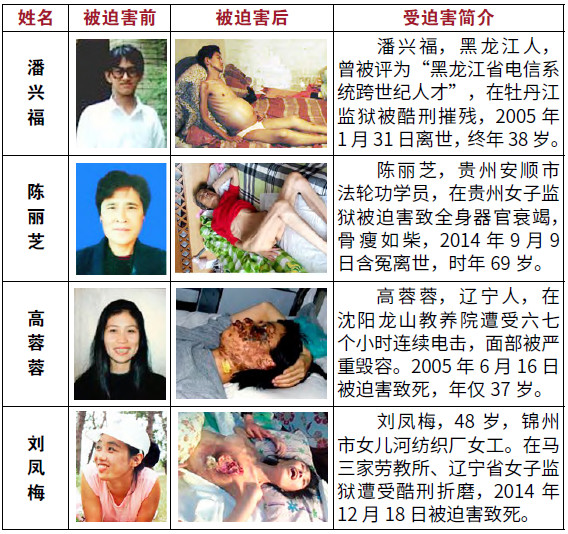 姓名 被迫害前 被迫害后 受迫害简介
潘兴福
潘兴福，黑龙江人，
曾被评为“黑龙江省电信系
统跨世纪人才”，在牡丹江
监狱被酷刑摧残，2005 年
1 月 31 日离世，终年 38 岁。
陈丽芝
陈丽芝，贵州安顺市
法轮功学员，在贵州女子监
狱被迫害致全身器官衰竭，
骨瘦如柴，2014 年 9 月 9
日含冤离世，时年 69 岁。
高蓉蓉
高蓉蓉，辽宁人，在
沈阳龙山教养院遭受六七
个小时连续电击，面部被严
重毁容。2005 年 6 月 16 日
被迫害致死，年仅 37 岁。
刘凤梅
刘凤梅，48 岁，锦州
市女儿河纺织厂女工。在马
三家劳教所、辽宁省女子监
狱遭受酷刑折磨，2014 年
12 月 18 日被迫害致死。